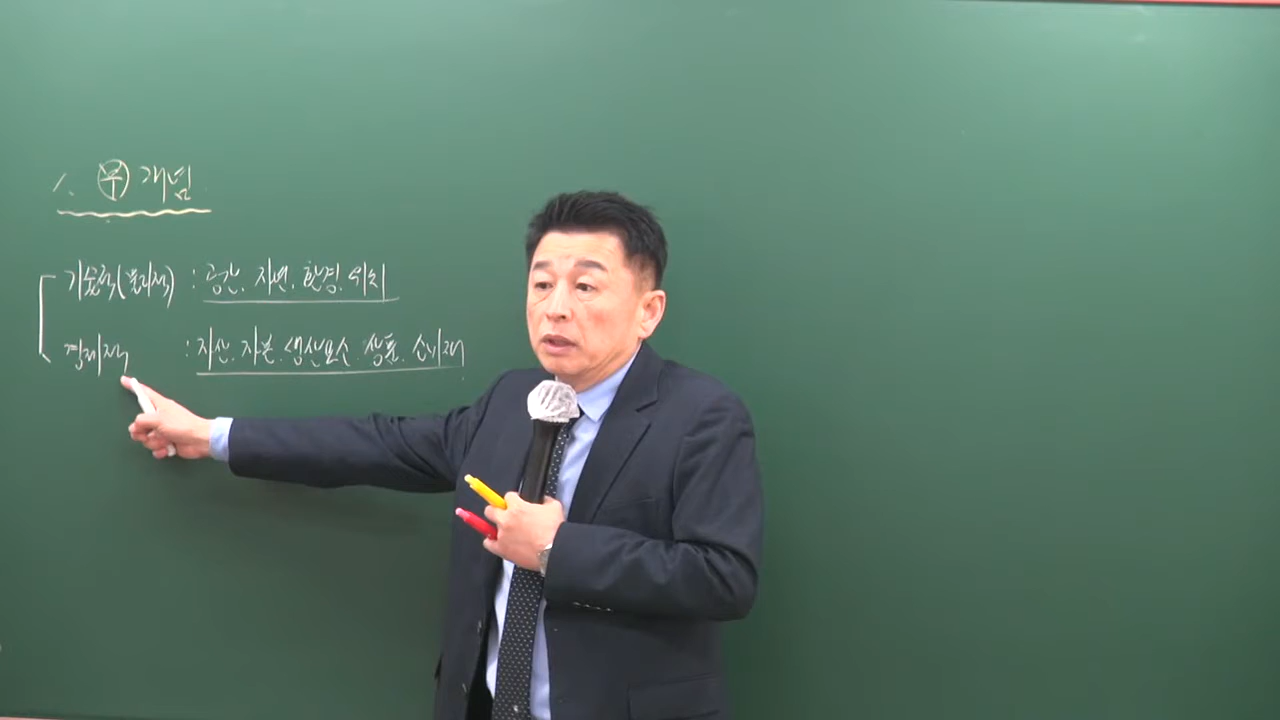 1. 부 개념
기술적(물리적) : 공간. 자연. 환경. 위치
경제적 : 자산. 자본. 생산요소. 상품. 소비재